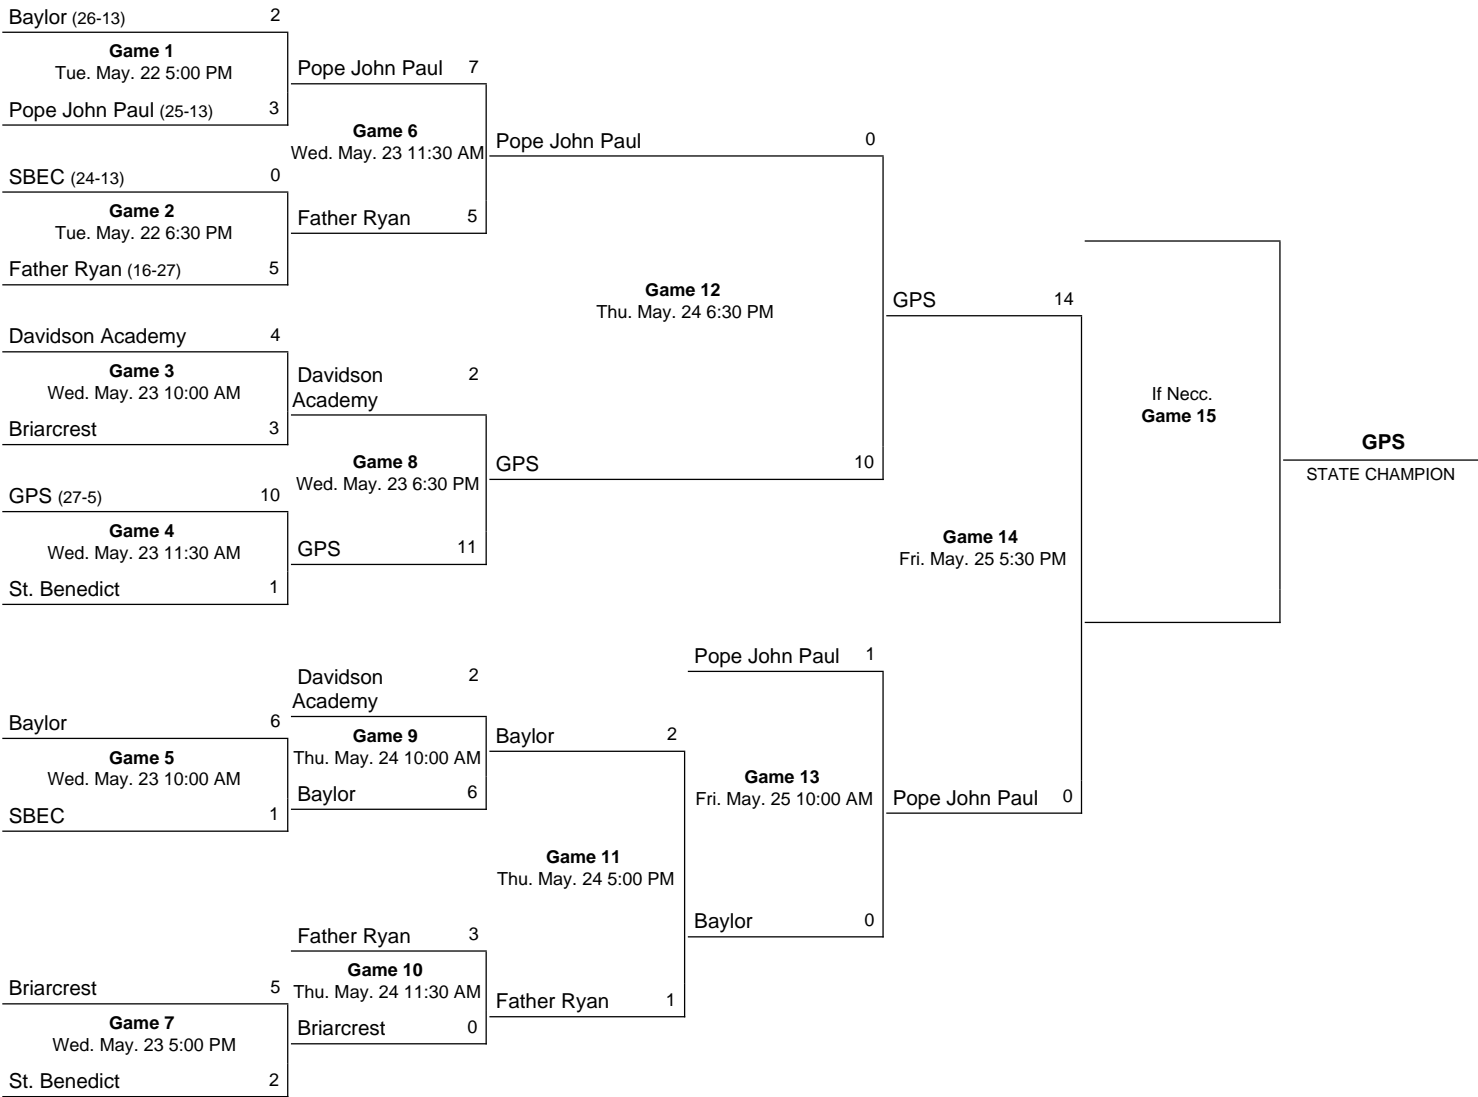 Baylor (26-13) 2
Game 1
Tue. May. 22 5:00 PM
Pope John Paul (25-13) 3
SBEC (24-13) 0
Game 2
Tue. May. 22 6:30 PM
Father Ryan (16-27) 5
Davidson Academy 4
Game 3
Wed. May. 23 10:00 AM
Briarcrest 3
GPS (27-5) 10
Game 4
Wed. May. 23 11:30 AM
St. Benedict 1
Baylor 6
Game 5
Wed. May. 23 10:00 AM
SBEC 1
Briarcrest 5
Game 7
Wed. May. 23 5:00 PM
St. Benedict 2
Pope John Paul 7
Game 6
Wed. May. 23 11:30 AM
Father Ryan 5
Davidson 2
Academy
Game 8
Wed. May. 23 6:30 PM
GPS 11
Davidson 2
Academy
Game 9
Thu. May. 24 10:00 AM
Baylor 6
Father Ryan 3
Game 10
Thu. May. 24 11:30 AM
Briarcrest 0
Pope John Paul 0
Game 12
Thu. May. 24 6:30 PM
GPS 10
Baylor 2
Game 11
Thu. May. 24 5:00 PM
Father Ryan 1
Pope John Paul 1
Game 13
Fri. May. 25 10:00 AM
Baylor 0
GPS 14
Game 14
Fri. May. 25 5:30 PM
Pope John Paul 0
If Necc.
Game 15
GPS
STATE CHAMPION